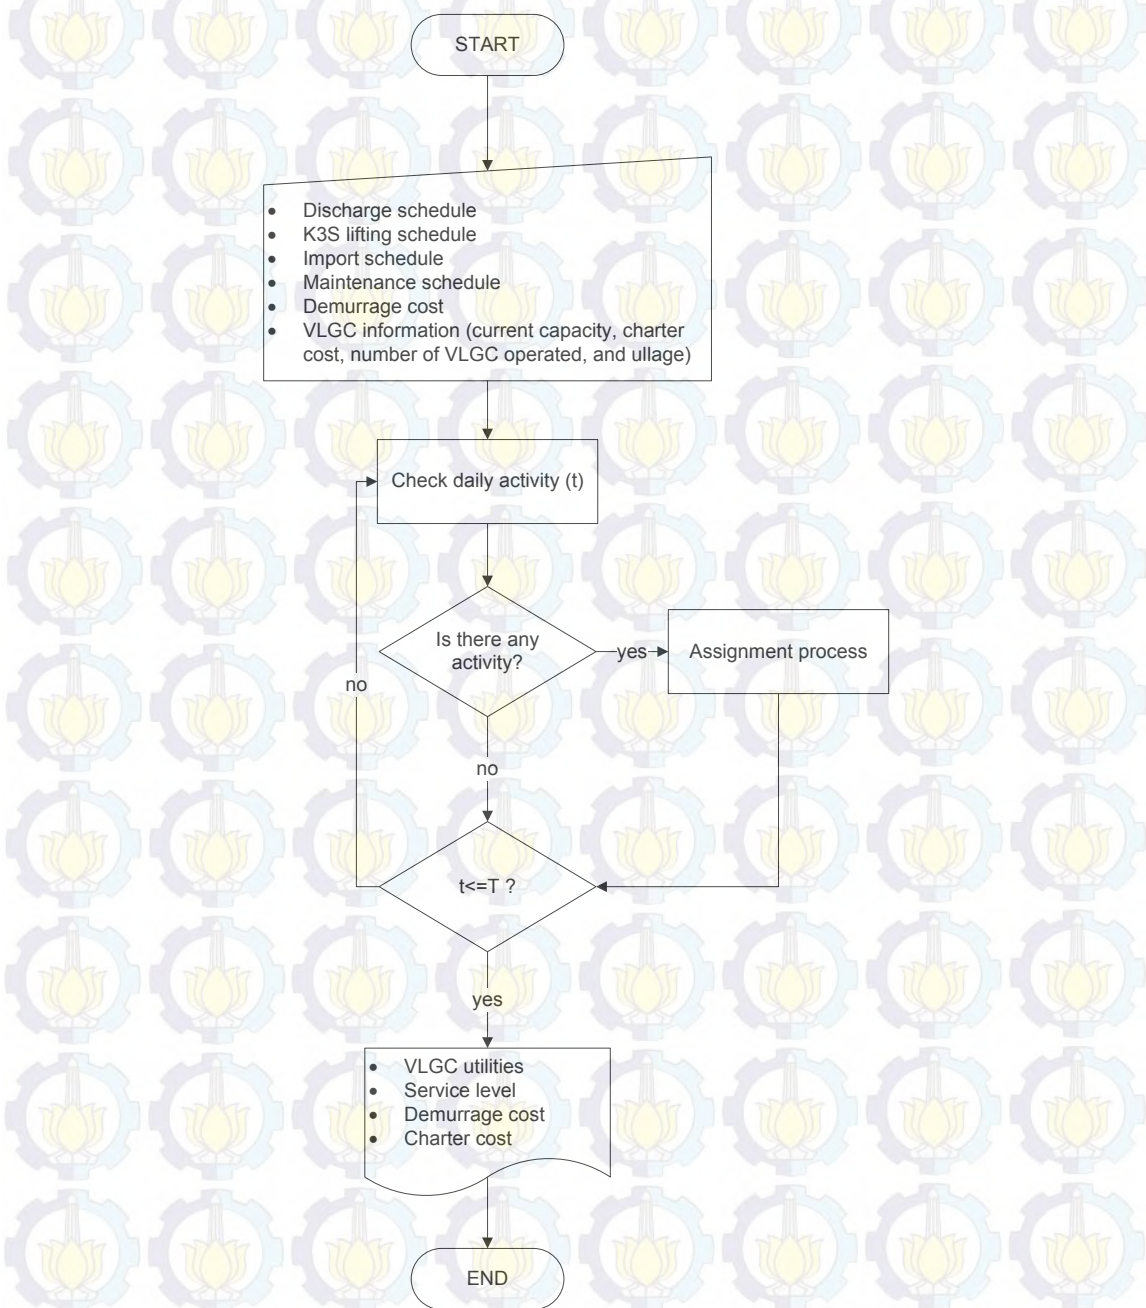 START
• Discharge schedule
• K3S lifting schedule
• Import schedule
• Maintenance schedule
• Demurrage cost
• VLGC information (current capacity, charter
cost, number of VLGC operated, and ullage)
Check daily activity (t)
Is there any
activity?
yes
Assignment process
no
no
t<=T ?
yes
• VLGC utilities
• Service level
• Demurrage cost
• Charter cost
END